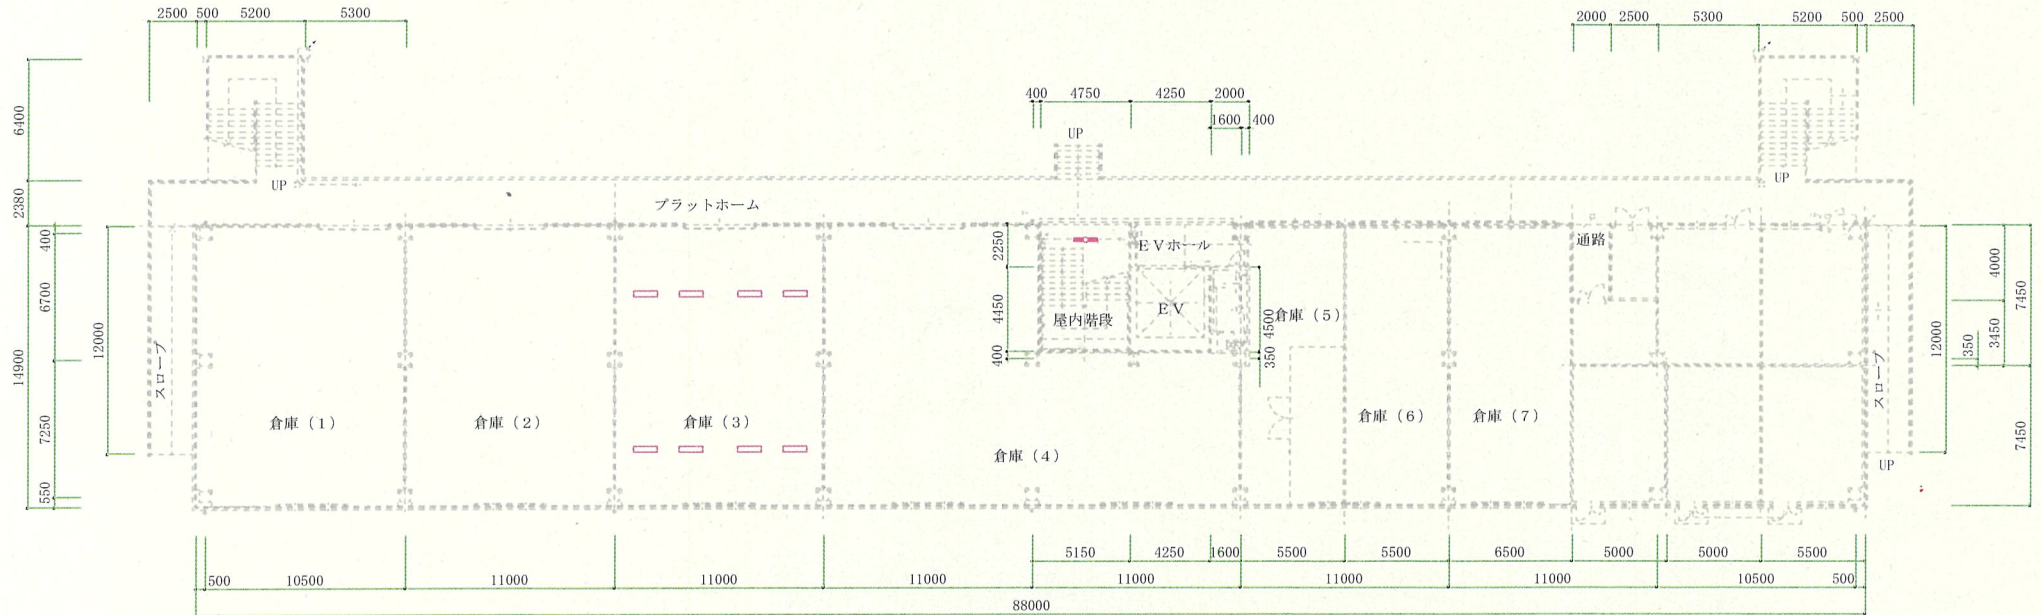 2500 500 5200 5300
2000 2500 5300 5200 500 2500
400 4750 4250 2000
1600 400
UP
6400
23870
400
14900
6700
7250
550
12000
UP
UP
プラットホーム
EVホール
通路
2250
4450
400
屋内階段
EV
4500
350
倉庫（5）
スロープ
スロープ
倉庫（1）
倉庫（2）
倉庫（3）
倉庫（4）
倉庫（6）
倉庫（7）
UP
12000
350
4000
3450
7450
7450
5150 4250 1600 5500 5500 6500 5000 5000 5500
500 10500 11000 11000 11000 11000 11000 11000 10500 500
88000